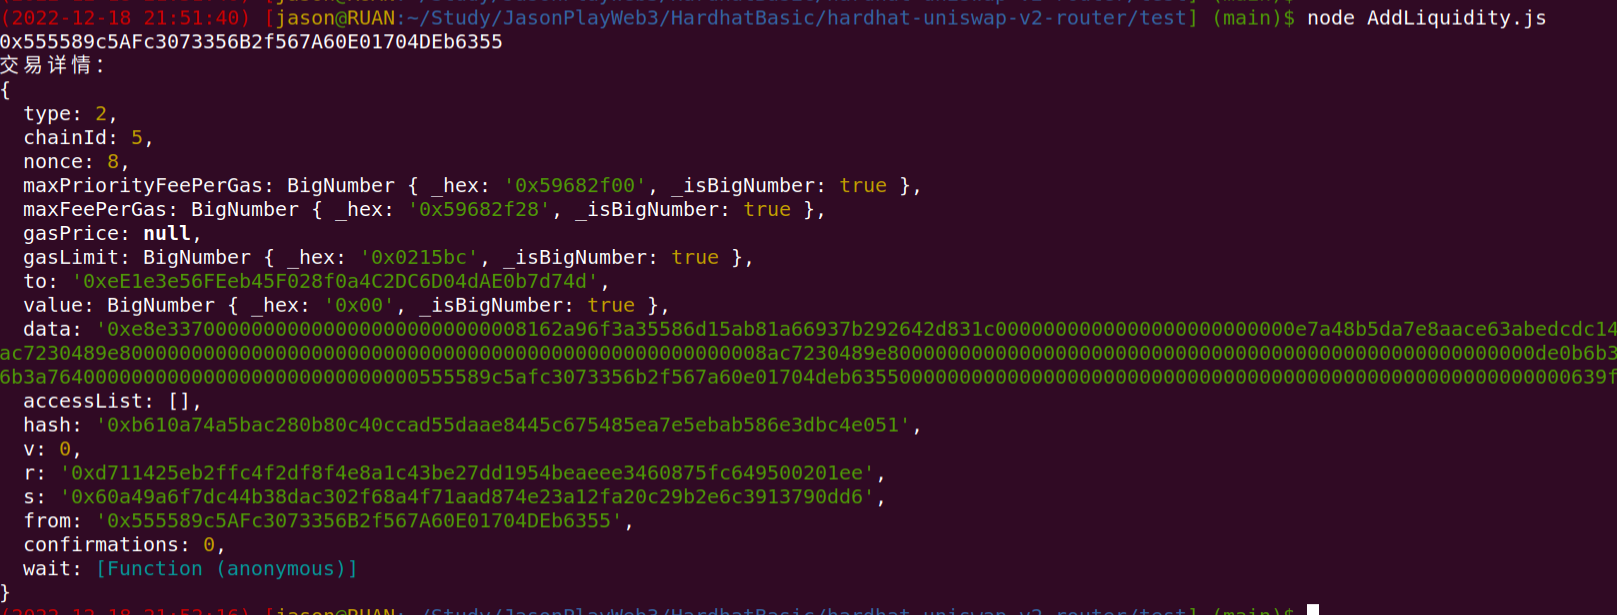 (2022-12-18 21:51:40) [jason@RUAN:~/Study/JasonPlayWeb3/HardhatBasic/hardhat-uniswap-v2-router/test] (main)$ node AddLiquidity.js
0x555589c5AFc3073356B2f567A60E01704DEb6355
交易详情:
{
  type: 2,
  chainId: 5,
  nonce: 8,
  maxPriorityFeePerGas: BigNumber { _hex: '0x59682f00', _isBigNumber: true },
  maxFeePerGas: BigNumber { _hex: '0x59682f28', _isBigNumber: true },
  gasPrice: null,
  gasLimit: BigNumber { _hex: '0x0215bc', _isBigNumber: true },
  to: '0xeE1e3e56FEeb45F028f0a4C2DC6D04dAE0b7d74d',
  value: BigNumber { _hex: '0x00', _isBigNumber: true },
  data: '0xe8e337000000000000000000000000008162a96f3a35586d15ab81a66937b292642d831c000000000000000000000000e7a48b5da7e8aace63abedcdc14
ac7230489e80000000000000000000000000000000000000000000000000008ac7230489e800000000000000000000000000000000000000000000000000000de0b6b3
6b3a7640000000000000000000000000000555589c5afc3073356b2f567a60e01704deb635500000000000000000000000000000000000000000000000000000000639f
  accessList: [],
  hash: '0xb610a74a5bac280b80c40ccad55daae8445c675485ea7e5ebab586e3dbc4e051',
  v: 0,
  r: '0xd711425eb2ffc4f2df8f4e8a1c43be27dd1954beaeee3460875fc649500201ee',
  s: '0x60a49a6f7dc44b38dac302f68a4f71aad874e23a12fa20c29b2e6c3913790dd6',
  from: '0x555589c5AFc3073356B2f567A60E01704DEb6355',
  confirmations: 0,
  wait: [Function (anonymous)]
}
(2022-12-18 21:52:16) [jason@RUAN:~/Study/JasonPlayWeb3/HardhatBasic/hardhat-uniswap-v2-router/test] (main)$